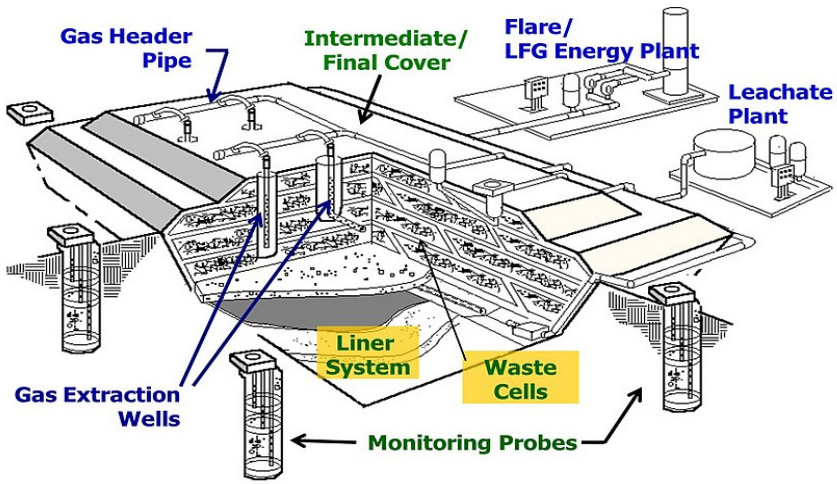 Gas Header
Pipe
Intermediate/
Final Cover
Flare/
LFG Energy Plant
Leachate
Plant
Liner
System
Waste
Cells
Gas Extraction
Wells
Monitoring Probes